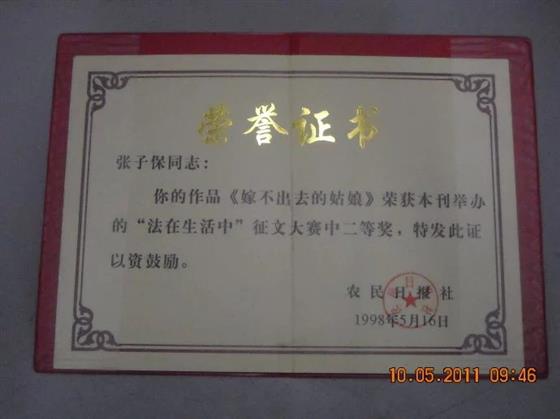 荣誉证书
张子保同志：
你的作品《嫁不出去的姑娘》荣获本刊举办
的“法在生活中”征文大赛中二等奖，特发此证
以资鼓励。
农民日报社
1998年5月16日
10.05.2011 09:46